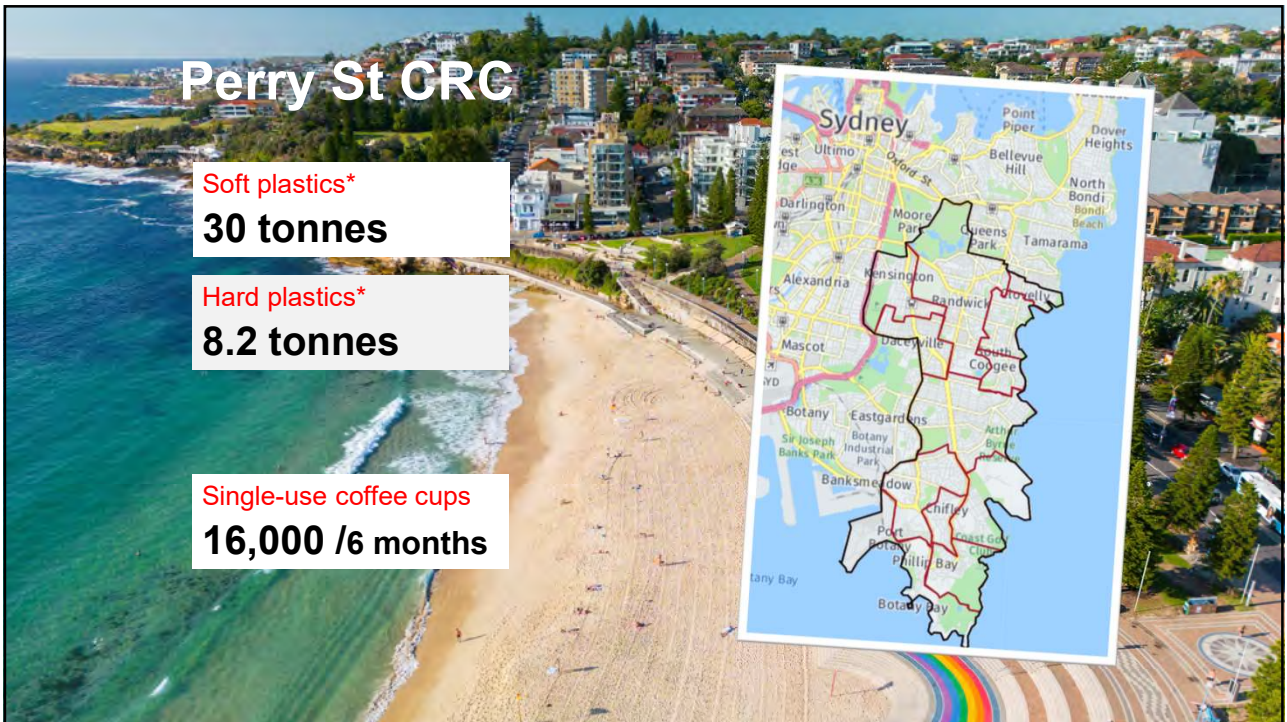 Perry St CRC
Soft plastics*
30 tonnes
Hard plastics*
8.2 tonnes
Single-use coffee cups
16,000 /6 months
Sydney
Point
Piper
Dover
Heights
Ultimo
Oxford St
Bellevue
Hill
North
Bondi
Bondi
Beach
Darlington
Moore
Park
Queens
Park
Tamarama
Alexandria
Kensington
Randwick
Clovelly
Mascot
Daceyville
South
Coogee
Botany
Eastgardens
Sir Joseph
Banks Park
Botany
Industrial
Park
Banksmeadow
Chifley
Port
Botany
Coast Golf
Phillip Bay
Botany Bay